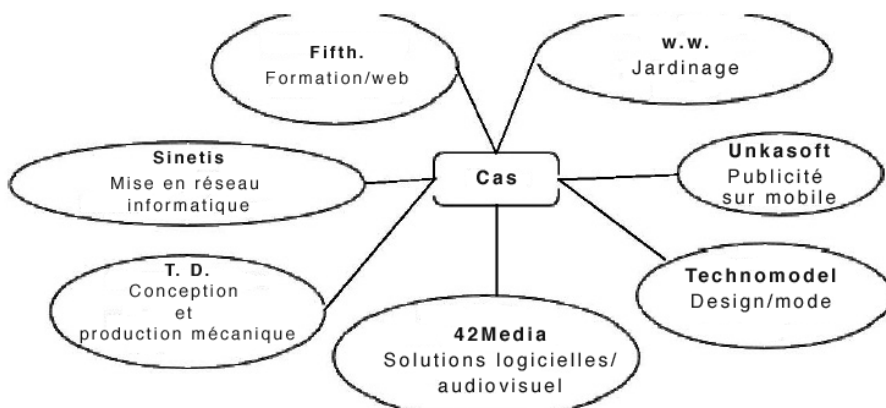 Fifth.
Formation/web
w.w.
Jardinage
Sinetis
Mise en réseau
informatique
Cas
Unkasoft
Publicité
sur mobile
T. D.
Conception
et
production mécanique
42Media
Solutions logicielles/
audiovisuel
Technomodel
Design/mode